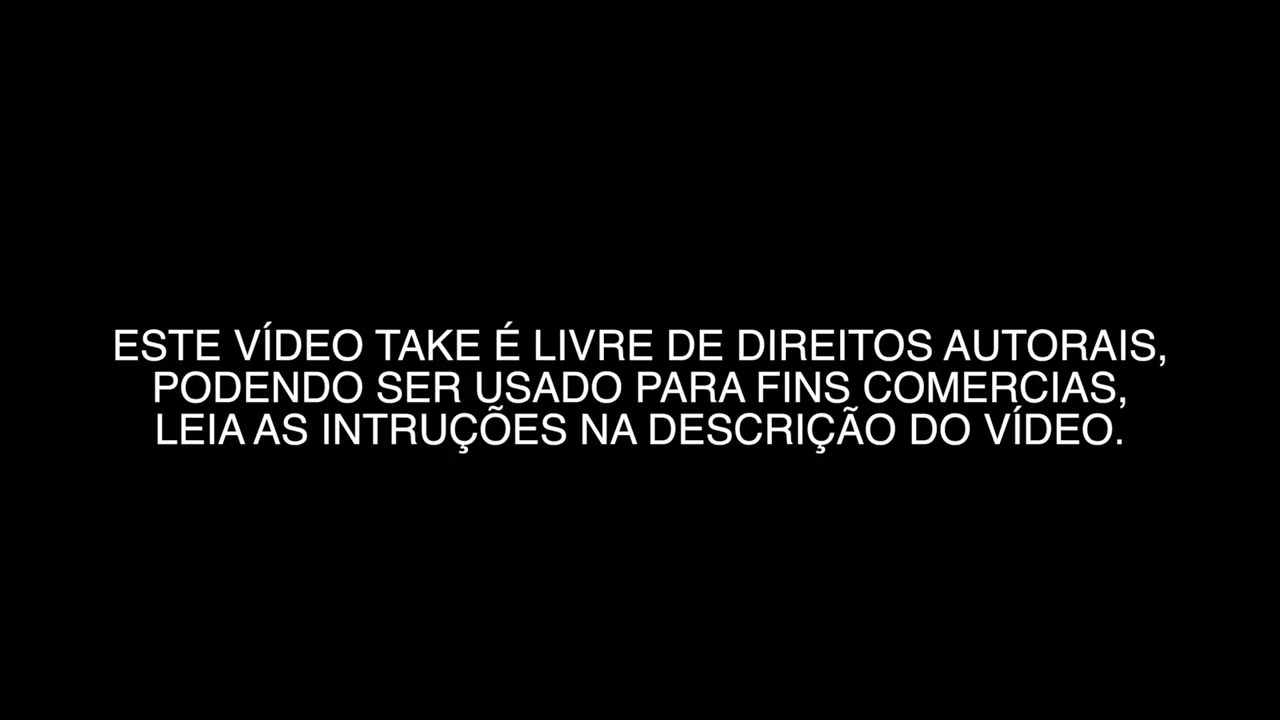 ESTE VÍDEO TAKE É LIVRE DE DIREITOS AUTORAIS,
PODENDO SER USADO PARA FINS COMERCIAS,
LEIA AS INTRUÇÕES NA DESCRIÇÃO DO VÍDEO.